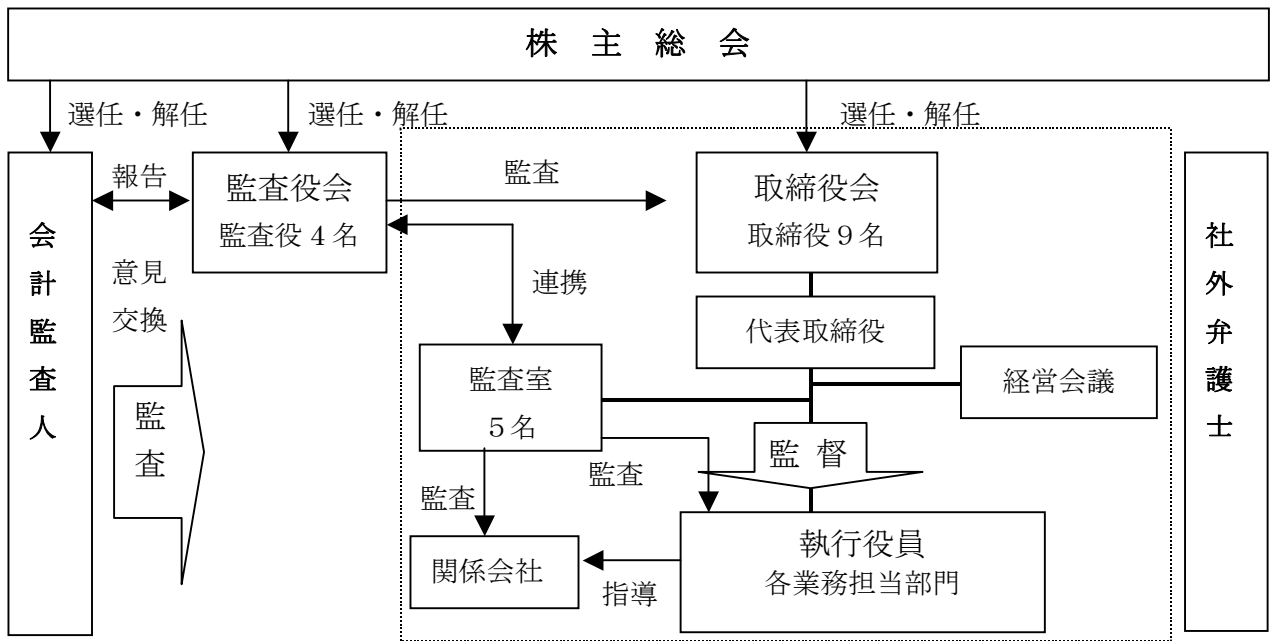 株 主 総 会
選任・解任
選任・解任
選任・解任
会計監査人
報告
意見
交換
監査
監査役会
監査役４名
監査
連携
取締役会
取締役９名
代表取締役
経営会議
監査室
５名
監 督
監査
監査
関係会社
指導
執行役員
各業務担当部門
社外弁護士